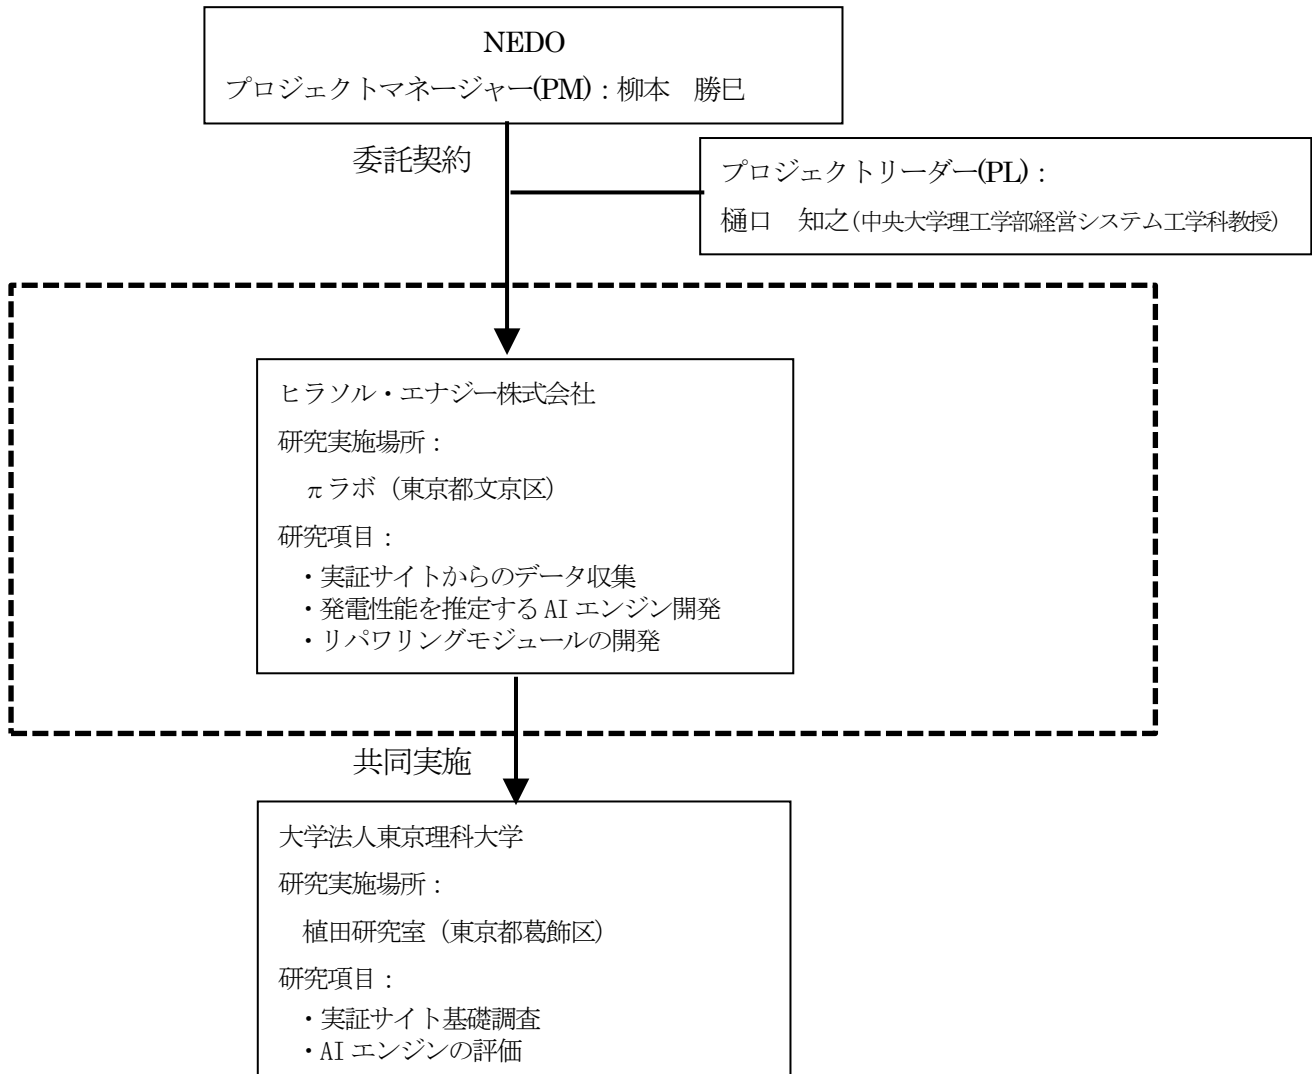 NEDO
プロジェクトマネージャー(PM)：柳本　勝巳
委託契約
プロジェクトリーダー(PL)：
樋口　知之(中央大学理工学部経営システム工学科教授)
ヒラソル・エナジー株式会社
研究実施場所：
πラボ（東京都文京区）
研究項目：
・実証サイトからのデータ収集
・発電性能を推定する AI エンジン開発
・リパワリングモジュールの開発
共同実施
大学法人東京理科大学
研究実施場所：
植田研究室（東京都葛飾区）
研究項目：
・実証サイト基礎調査
・AI エンジンの評価